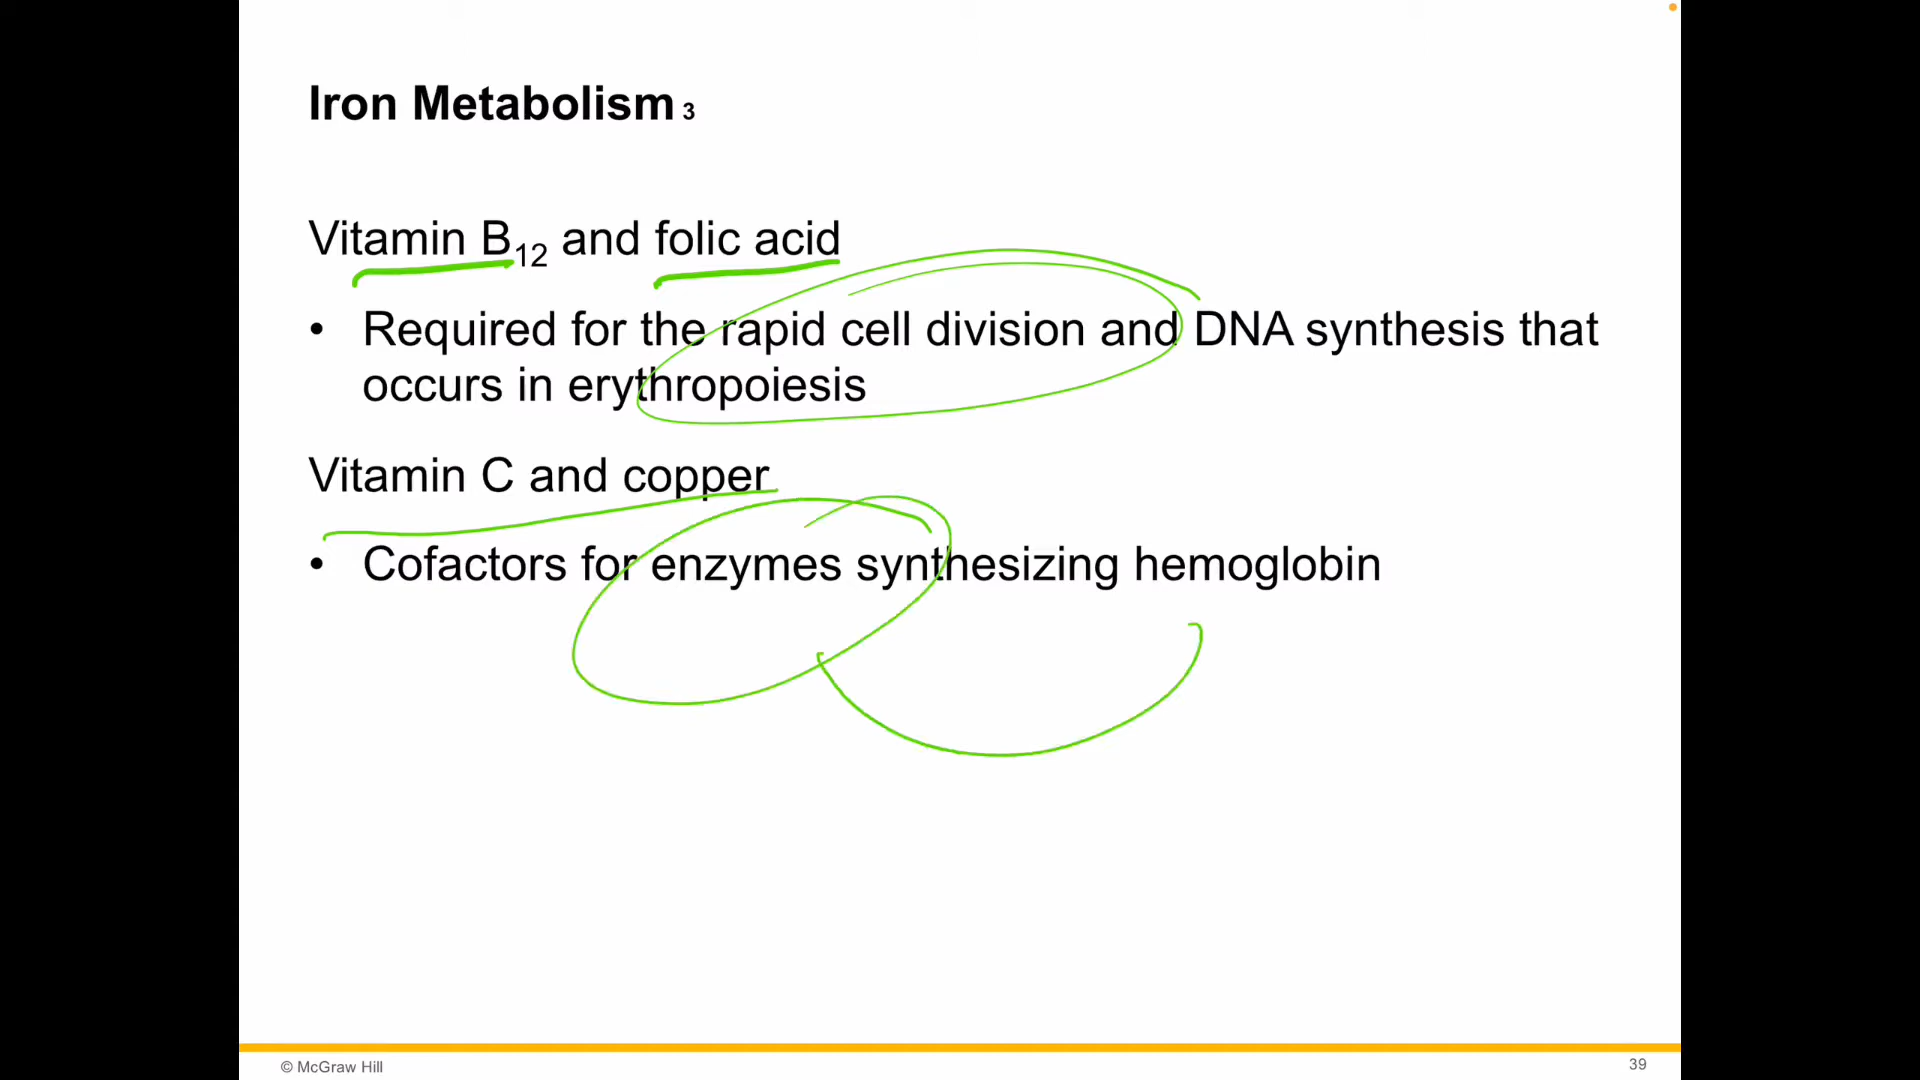 Iron Metabolism 3
Vitamin B12 and folic acid
• Required for the rapid cell division and DNA synthesis that
occurs in erythropoiesis
Vitamin C and copper
• Cofactors for enzymes synthesizing hemoglobin
© McGraw Hill
39